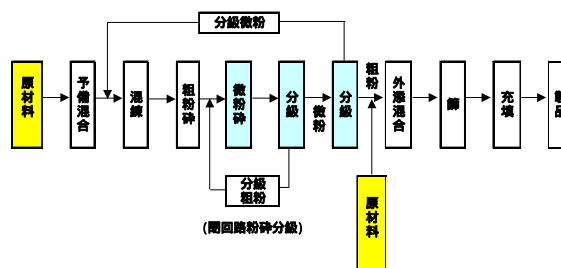 分級微粉
原材料
予備混合
混練
粗粉砕
微粉砕
分級
微粉
分級
粗粉
外添混合
篩
充填
製品
分級
粗粉
原材料
(閉回路粉砕分級)